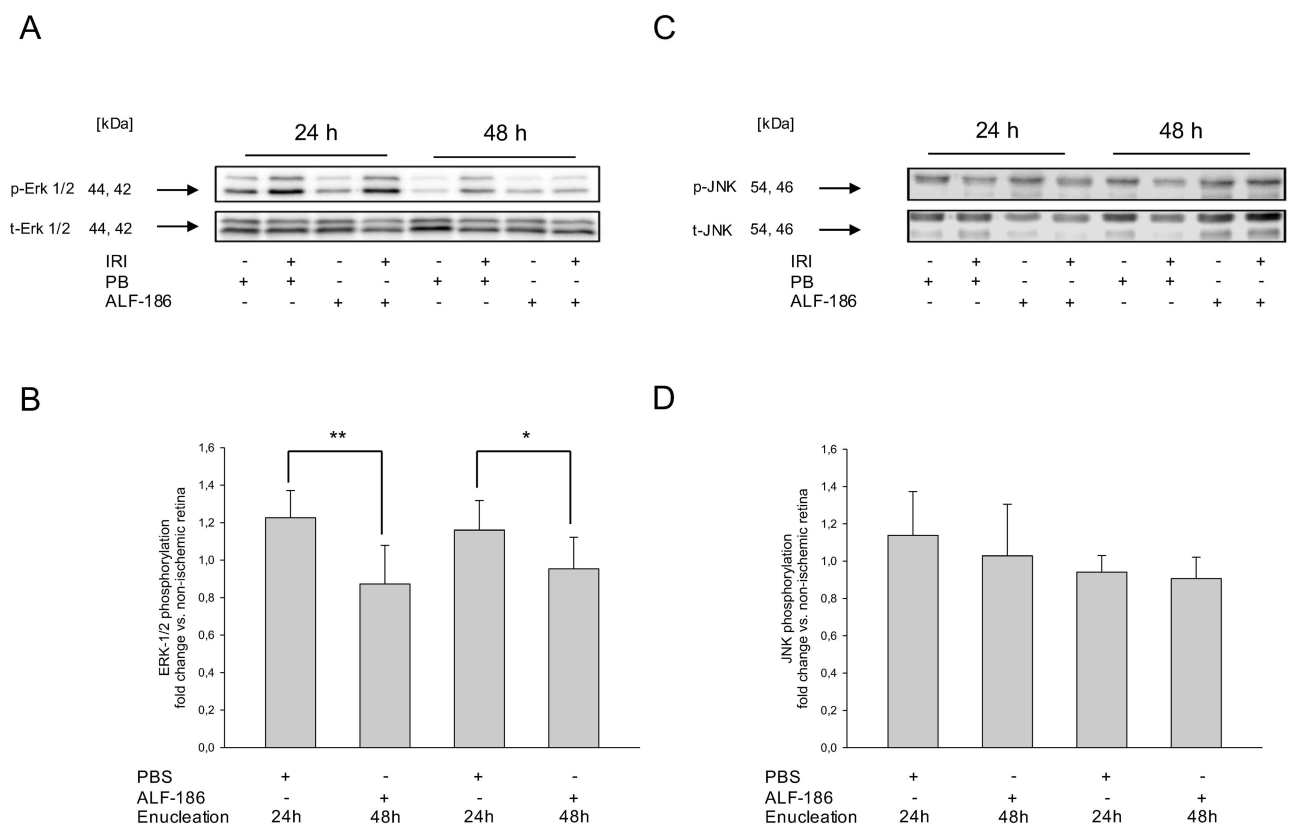 A
[kDa]
24 h
48 h
p-Erk 1/2 44, 42
t-Erk 1/2 44, 42
IRI - + - + - + - +
PB + + - - + + - -
ALF-186 - - + + - - + +
C
[kDa]
24 h
48 h
p-JNK 54, 46
t-JNK 54, 46
IRI - + - + - + - +
PB + + - - + + - -
ALF-186 - - + + - - + +
B
** *
1,6
1,4
1,2
1,0
0,8
0,6
0,4
0,2
0,0
ERK-1/2 phosphorylation
fold change vs. non-ischemic retina
PBS + - + -
ALF-186 - + - +
Enucleation 24h 48h 24h 48h
D
1,6
1,4
1,2
1,0
0,8
0,6
0,4
0,2
0,0
JNK phosphorylation
fold change vs. non-ischemic retina
PBS + - + -
ALF-186 - + - +
Enucleation 24h 48h 24h 48h